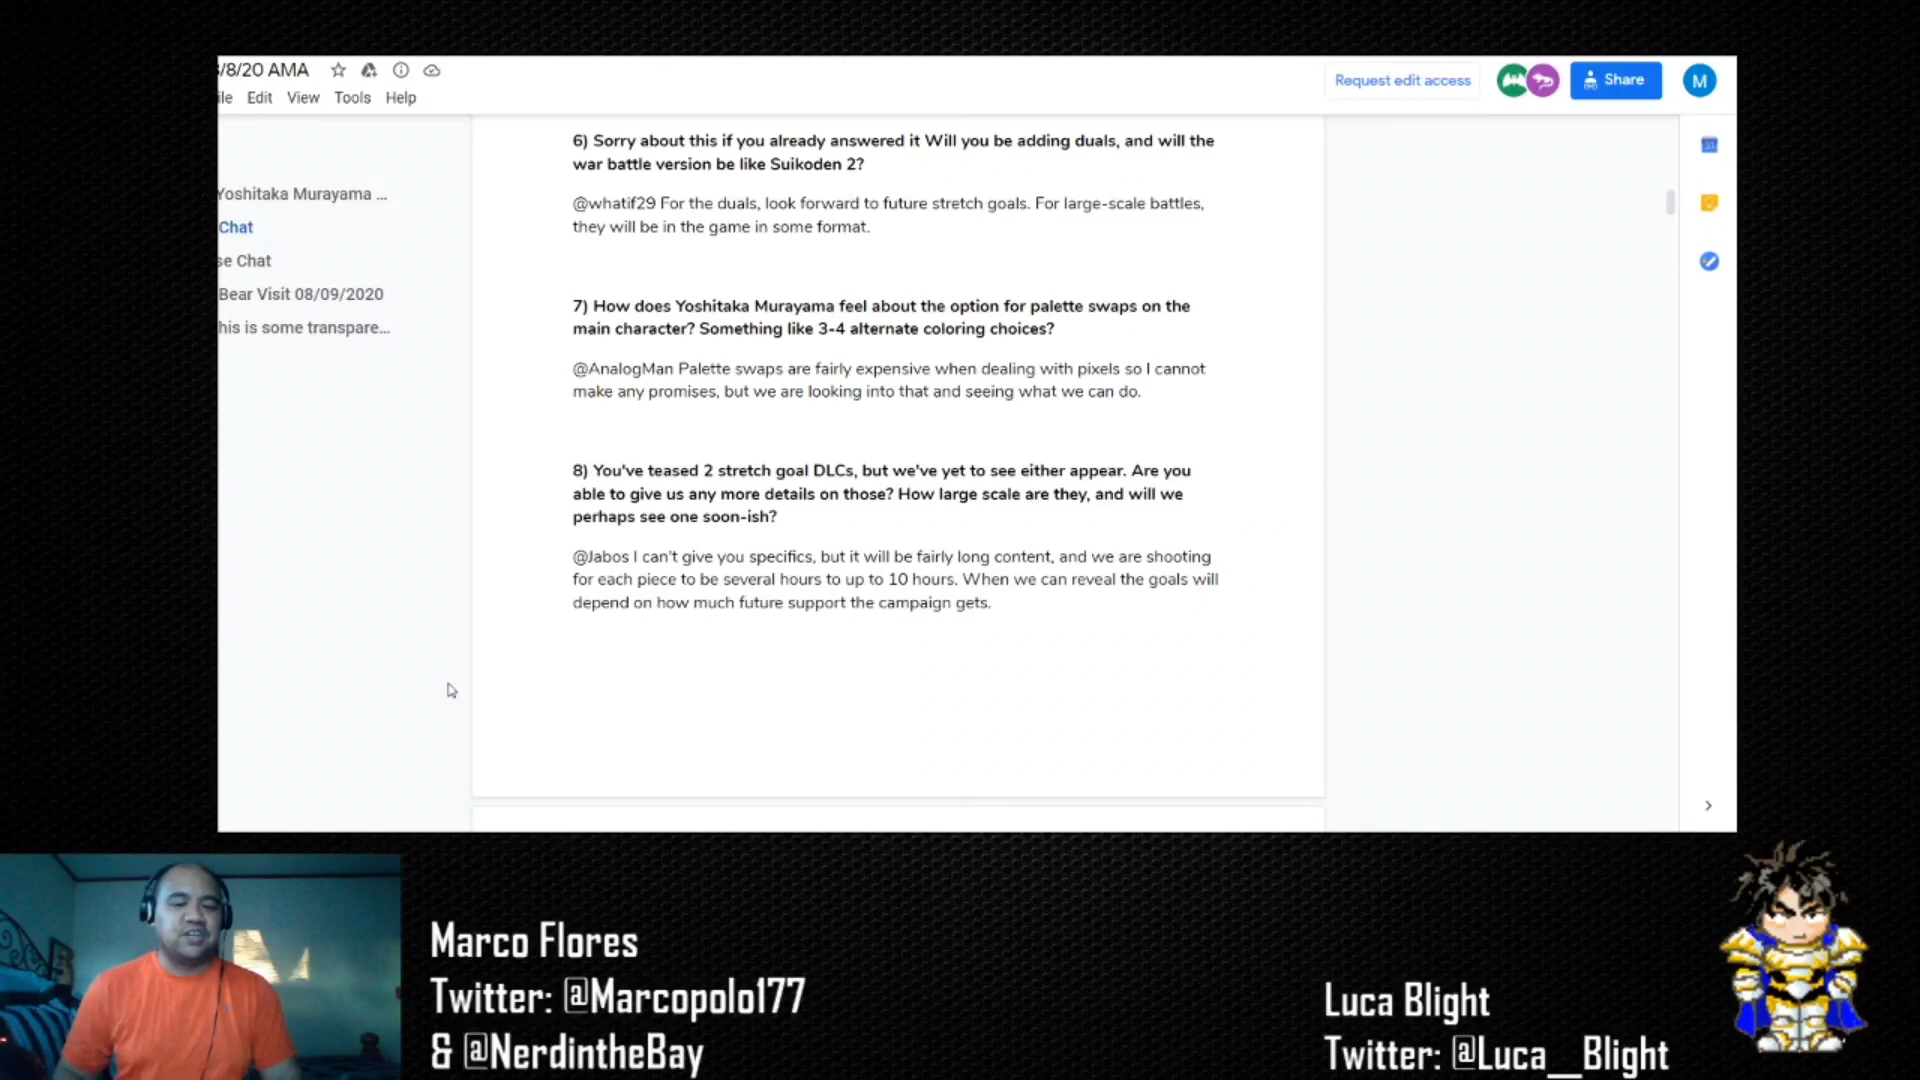 /8/20 AMA
Request edit access
Share
M
ile Edit View Tools Help
6) Sorry about this if you already answered it Will you be adding duals, and will the
war battle version be like Suikoden 2?
Yoshitaka Murayama ...
@whatif29 For the duals, look forward to future stretch goals. For large-scale battles,
they will be in the game in some format.
Chat
se Chat
Bear Visit 08/09/2020
his is some transpare...
7) How does Yoshitaka Murayama feel about the option for palette swaps on the
main character? Something like 3-4 alternate coloring choices?
@AnalogMan Palette swaps are fairly expensive when dealing with pixels so I cannot
make any promises, but we are looking into that and seeing what we can do.
8) You've teased 2 stretch goal DLCs, but we've yet to see either appear. Are you
able to give us any more details on those? How large scale are they, and will we
perhaps see one soon-ish?
@Jabos I can't give you specifics, but it will be fairly long content, and we are shooting
for each piece to be several hours to up to 10 hours. When we can reveal the goals will
depend on how much future support the campaign gets.
Marco Flores
Twitter: @Marcopolo177
& @NerdintheBay
Luca Blight
Twitter: @Luca__Blight